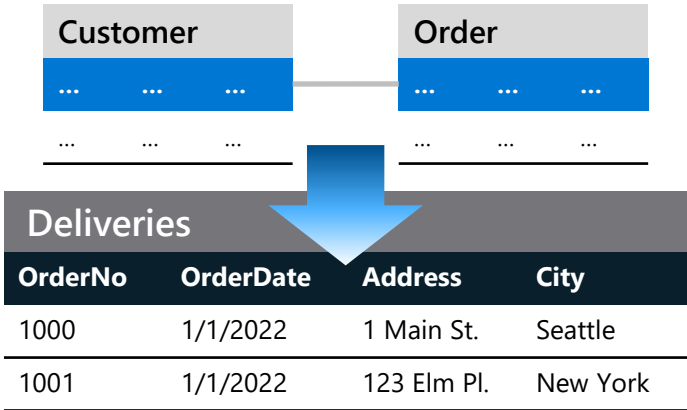 Customer Order
... ... ... ... ... ...
... ... ... ... ... ...
Deliveries
OrderNo OrderDate Address City
1000 1/1/2022 1 Main St. Seattle
1001 1/1/2022 123 Elm Pl. New York